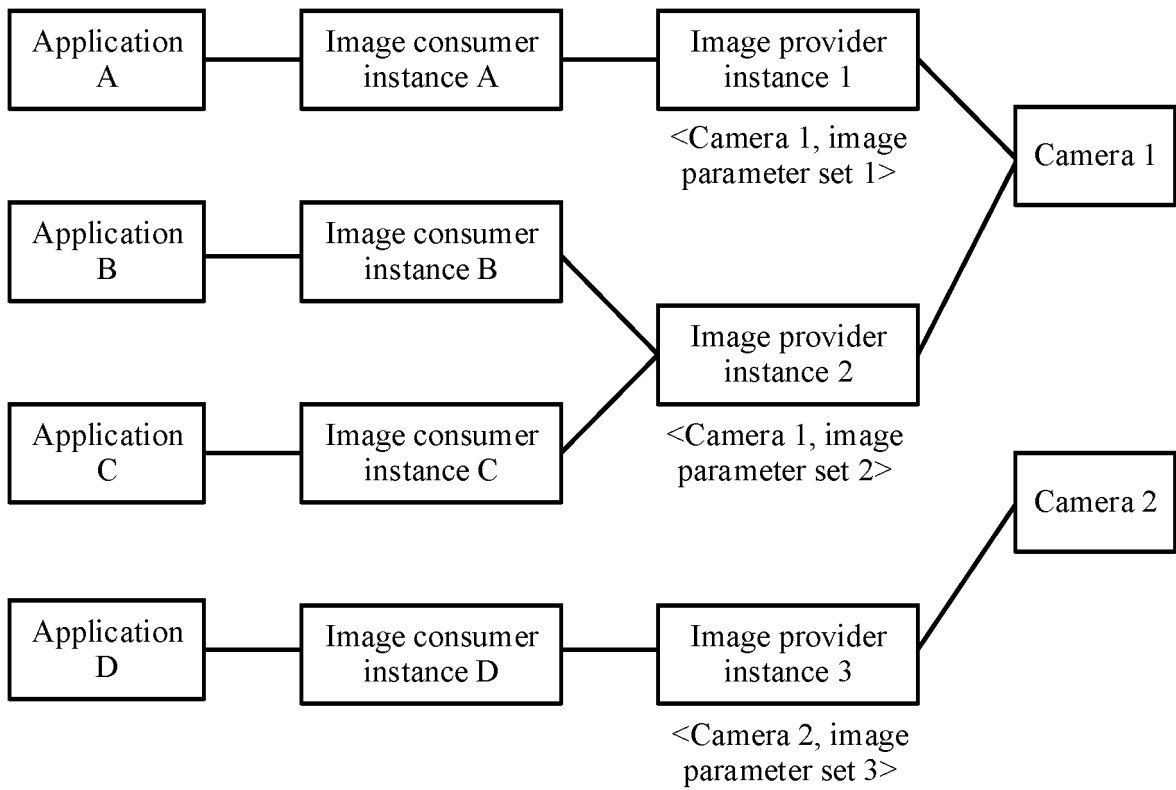 Application
A
Image consumer
instance A
Image provider
instance 1
<Camera 1, image
parameter set 1>
Camera 1
Application
B
Image consumer
instance B
Image provider
instance 2
<Camera 1, image
parameter set 2>
Application
C
Image consumer
instance C
Camera 2
Application
D
Image consumer
instance D
Image provider
instance 3
<Camera 2, image
parameter set 3>